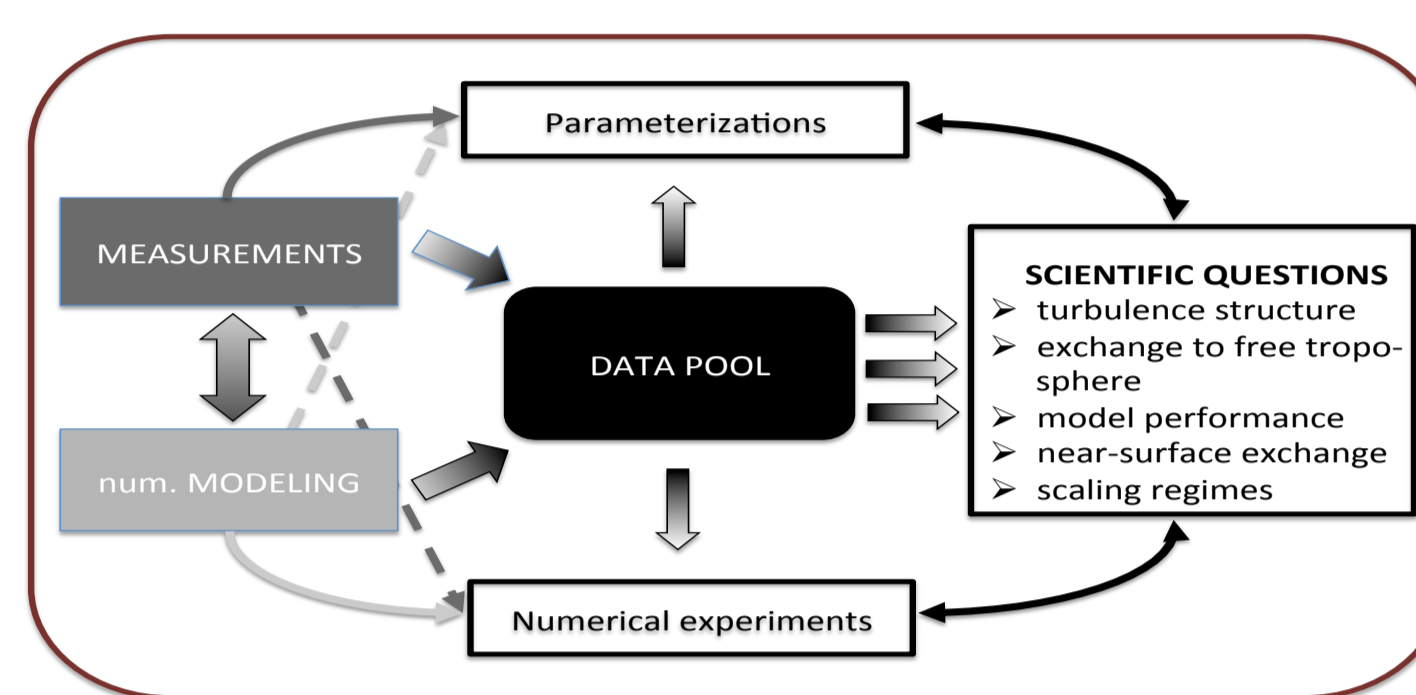 Parameterizations
MEASUREMENTS
num. MODELING
DATA POOL
SCIENTIFIC QUESTIONS
➢ turbulence structure
➢ exchange to free tropo-
sphere
➢ model performance
➢ near-surface exchange
➢ scaling regimes
Numerical experiments